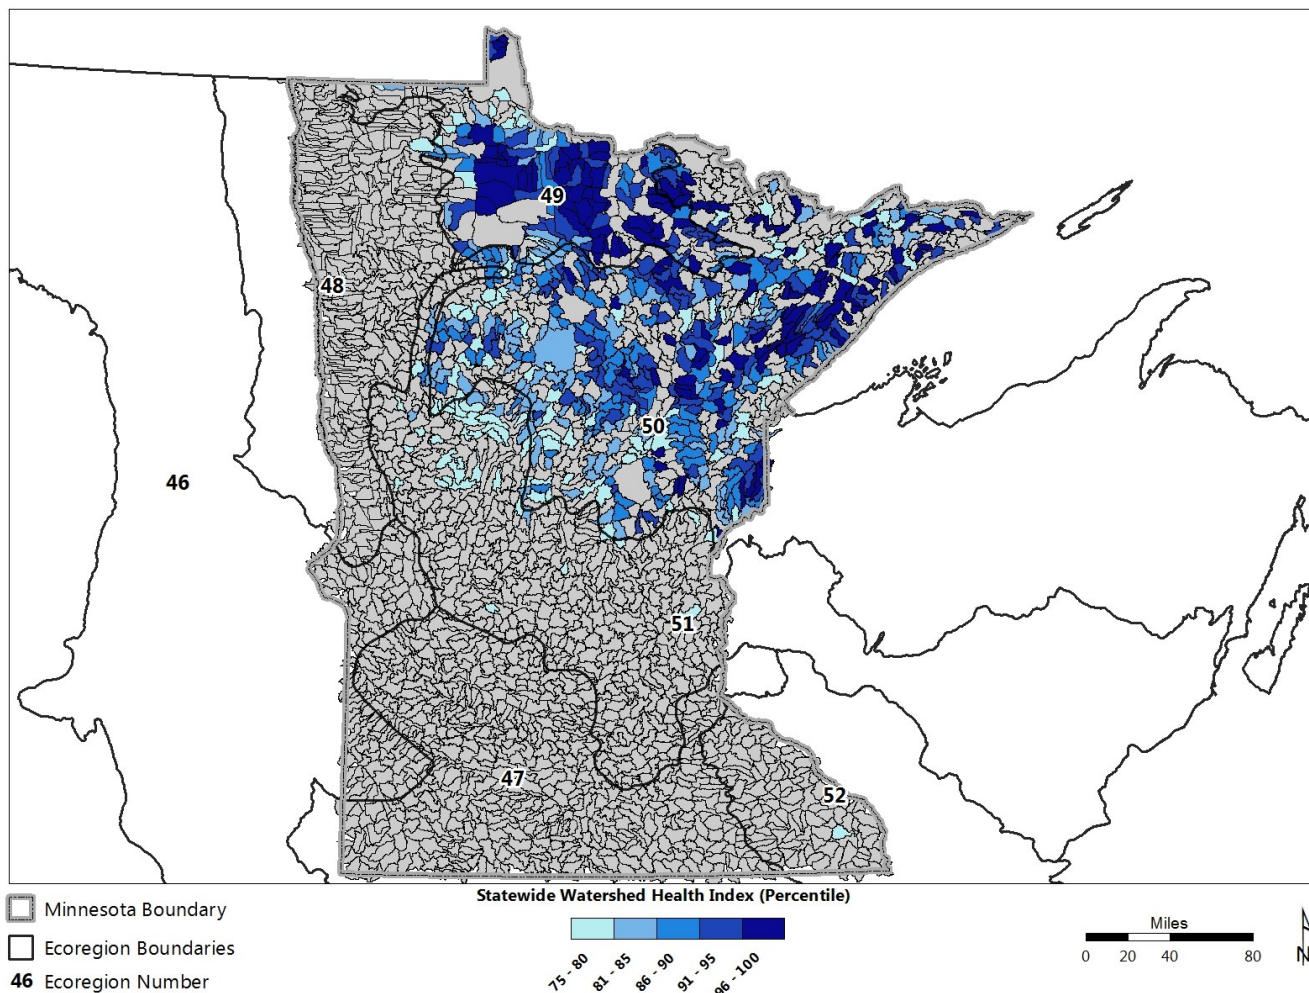 49
48
50
46
51
47
52
Statewide Watershed Health Index (Percentile)
Minnesota Boundary
Ecoregion Boundaries
46 Ecoregion Number
75 - 80
81 - 85
86 - 90
91 - 95
96 - 100
Miles
0 20 40 80
N